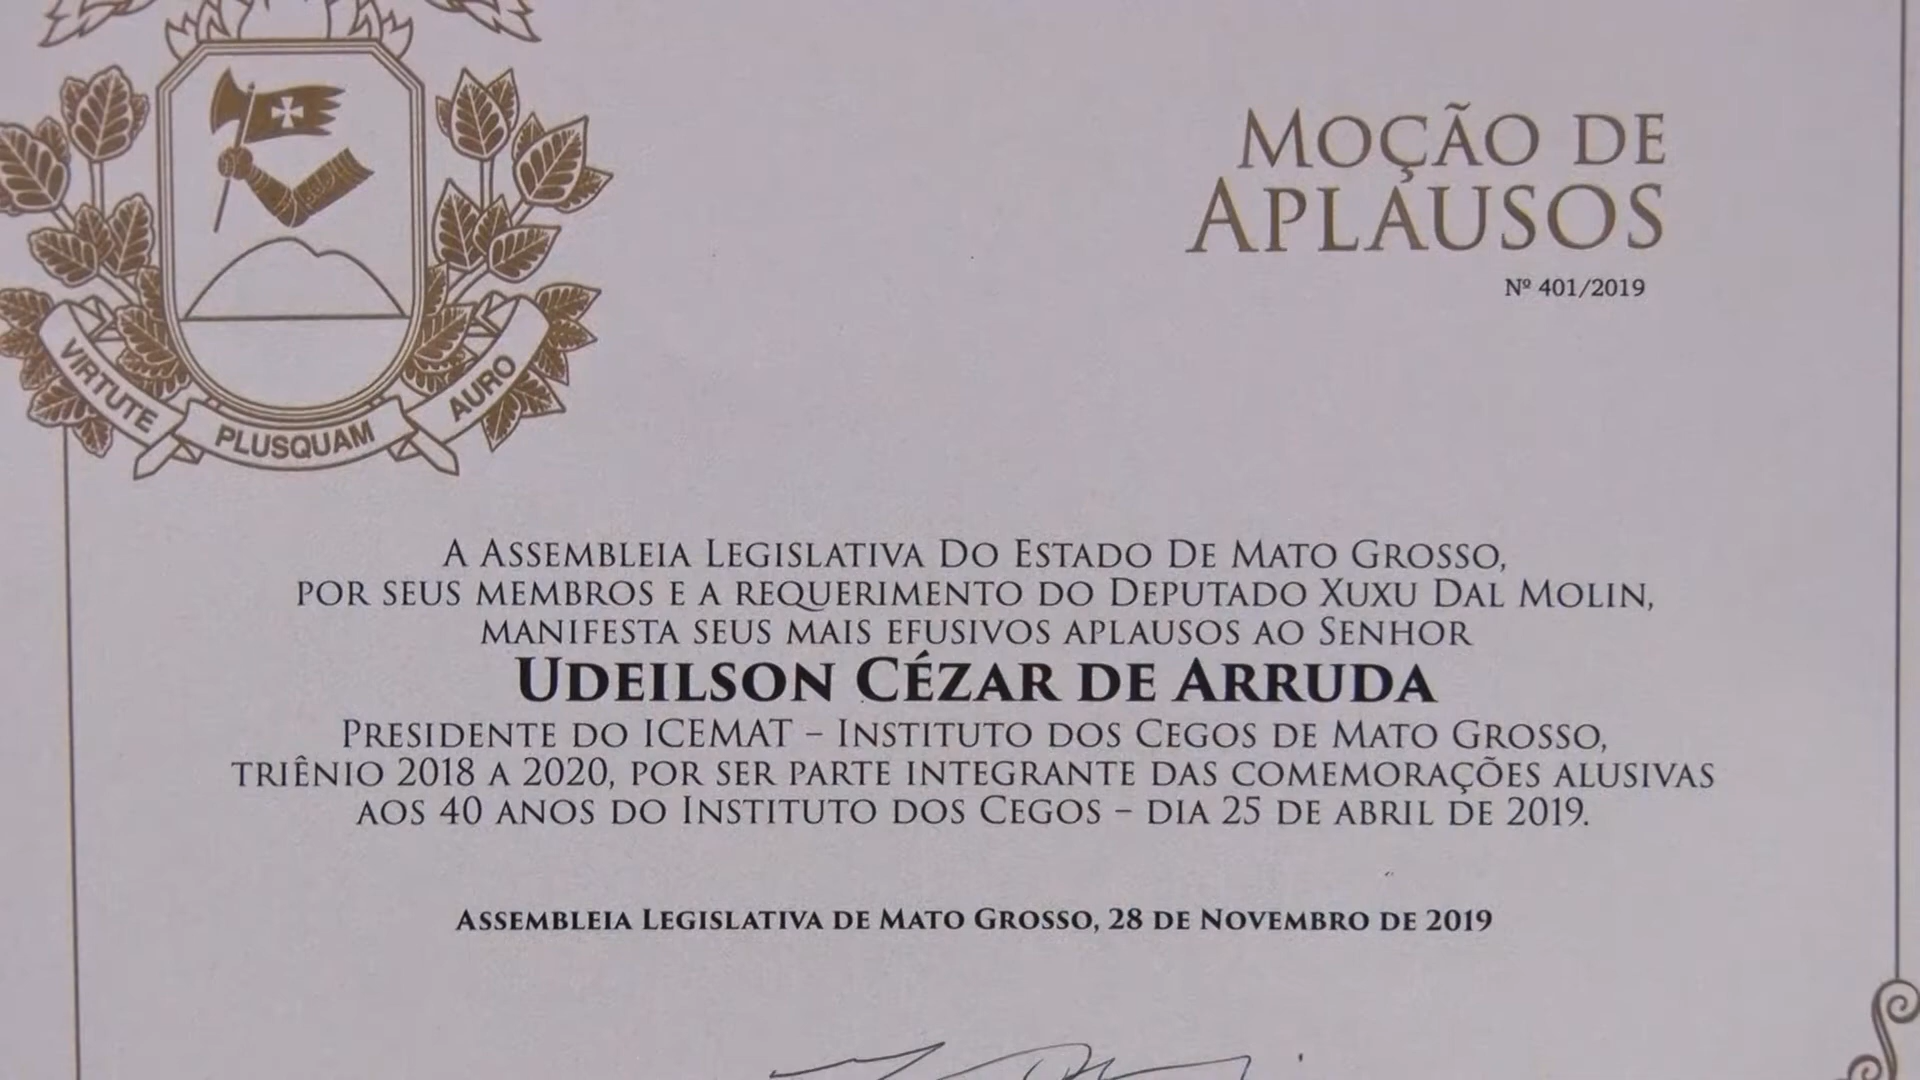 MOÇÃO DE
APLAUSOS
Nº 401/2019
VIRTUTE PLUSQUAM AURO
A ASSEMBLEIA LEGISLATIVA DO ESTADO DE MATO GROSSO,
POR SEUS MEMBROS E A REQUERIMENTO DO DEPUTADO XUXU DAL MOLIN,
MANIFESTA SEUS MAIS EFUSIVOS APLAUSOS AO SENHOR
UDEILSON CÉZAR DE ARRUDA
PRESIDENTE DO ICEMAT – INSTITUTO DOS CEGOS DE MATO GROSSO,
TRIÊNIO 2018 A 2020, POR SER PARTE INTEGRANTE DAS COMEMORAÇÕES ALUSIVAS
AOS 40 ANOS DO INSTITUTO DOS CEGOS – DIA 25 DE ABRIL DE 2019.
ASSEMBLEIA LEGISLATIVA DE MATO GROSSO, 28 DE NOVEMBRO DE 2019